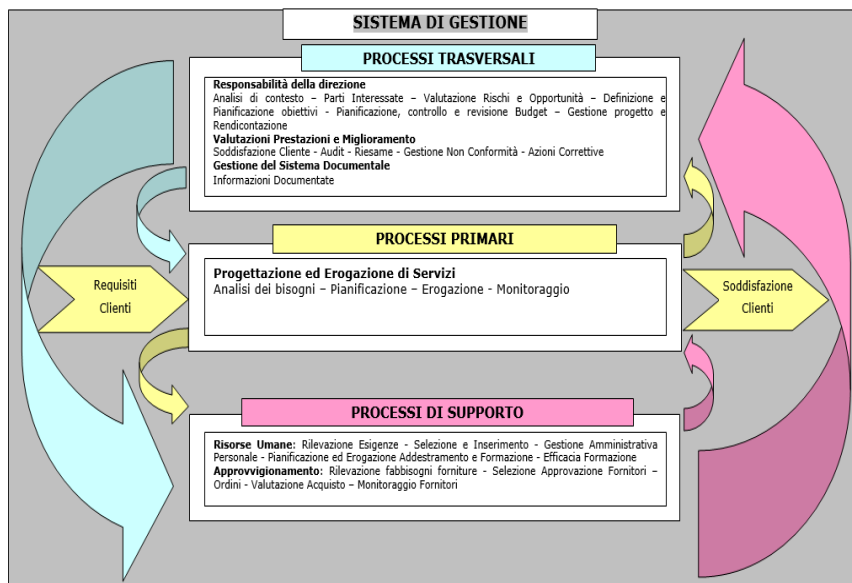 SISTEMA DI GESTIONE
PROCESSI TRASVERSALI
Responsabilità della direzione
Analisi di contesto – Parti Interessate – Valutazione Rischi e Opportunità – Definizione e
Pianificazione obiettivi - Pianificazione, controllo e revisione Budget – Gestione progetto e
Rendicontazione
Valutazioni Prestazioni e Miglioramento
Soddisfazione Cliente - Audit - Riesame - Gestione Non Conformità - Azioni Correttive
Gestione del Sistema Documentale
Informazioni Documentate
PROCESSI PRIMARI
Progettazione ed Erogazione di Servizi
Analisi dei bisogni – Pianificazione – Erogazione - Monitoraggio
Requisiti
Clienti
Soddisfazione
Clienti
PROCESSI DI SUPPORTO
Risorse Umane: Rilevazione Esigenze - Selezione e Inserimento - Gestione Amministrativa
Personale - Pianificazione ed Erogazione Addestramento e Formazione - Efficacia Formazione
Approvvigionamento: Rilevazione fabbisogni forniture - Selezione Approvazione Fornitori –
Ordini - Valutazione Acquisto – Monitoraggio Fornitori